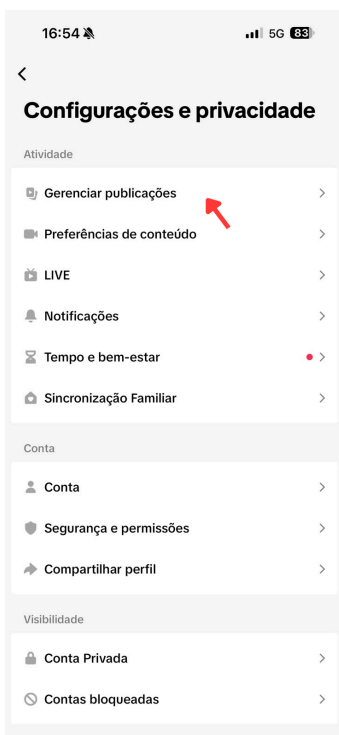 16:54
5G 83
Configurações e privacidade
Atividade
Gerenciar publicações
Preferências de conteúdo
LIVE
Notificações
Tempo e bem-estar
Sincronização Familiar
Conta
Conta
Segurança e permissões
Compartilhar perfil
Visibilidade
Conta Privada
Contas bloqueadas